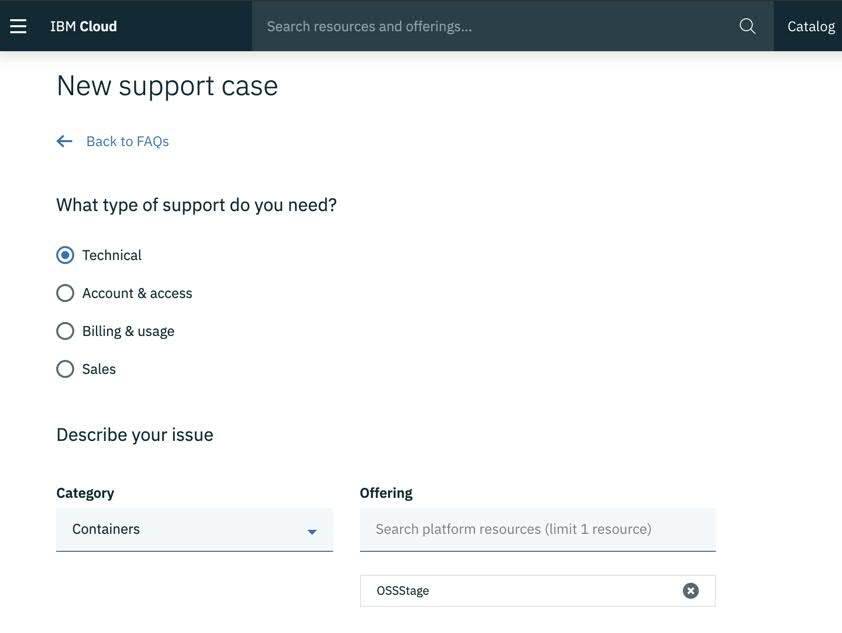 IBM Cloud
Search resources and offerings...
Catalog
New support case
Back to FAQs
What type of support do you need?
Technical
Account & access
Billing & usage
Sales
Describe your issue
Category
Offering
Containers
Search platform resources (limit 1 resource)
OSSStage